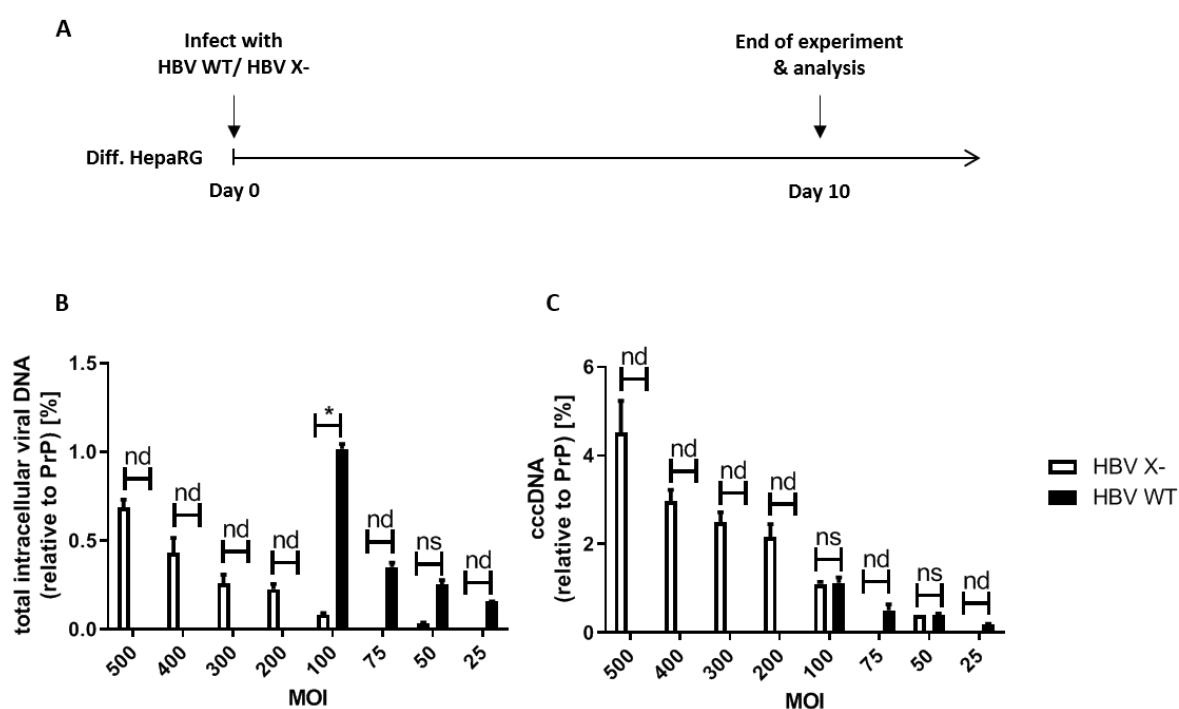 A
Infect with
HBV WT/ HBV X-
End of experiment
& analysis
Diff. HepaRG
Day 0
Day 10
B
total intracellular viral DNA
(relative to PrP) [%]
1.5
1.0
0.5
0.0
nd
nd
nd
nd
*
nd
ns
nd
500
400
300
200
100
75
50
25
MOI
C
cccDNA
(relative to PrP) [%]
6
4
2
0
nd
nd
nd
nd
ns
nd
ns
nd
500
400
300
200
100
75
50
25
MOI
HBV X-
HBV WT